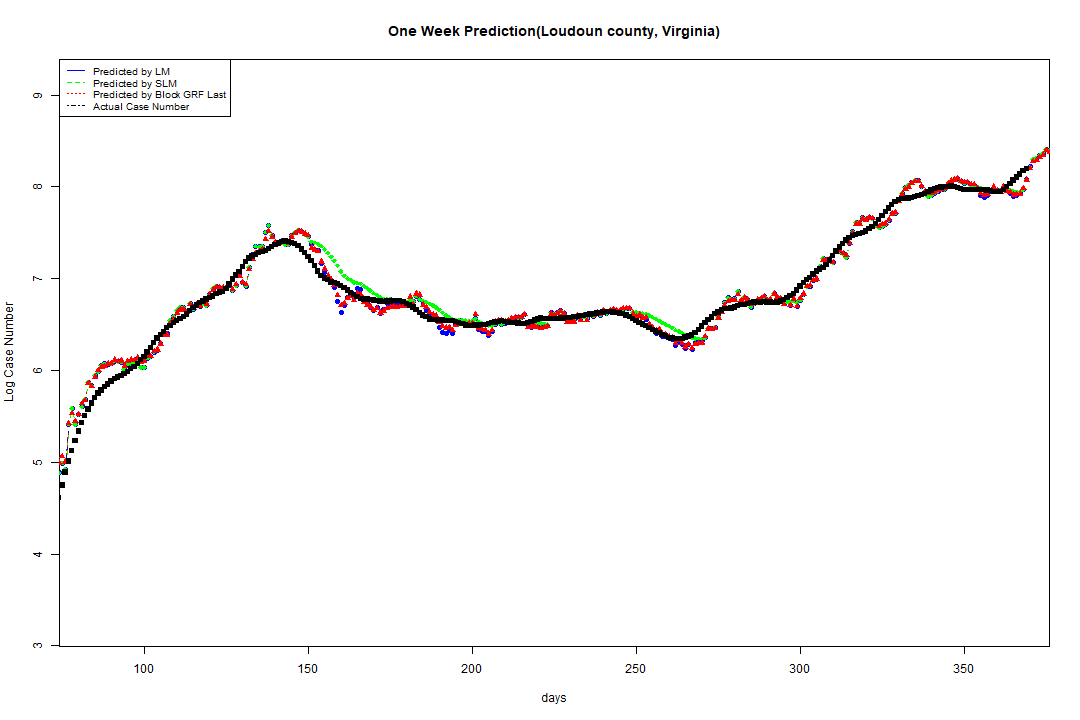 One Week Prediction(Loudoun county, Virginia)
Predicted by LM
Predicted by SLM
Predicted by Block GRF Last
Actual Case Number
9
8
7
6
5
4
3
Log Case Number
100 150 200 250 300 350
days